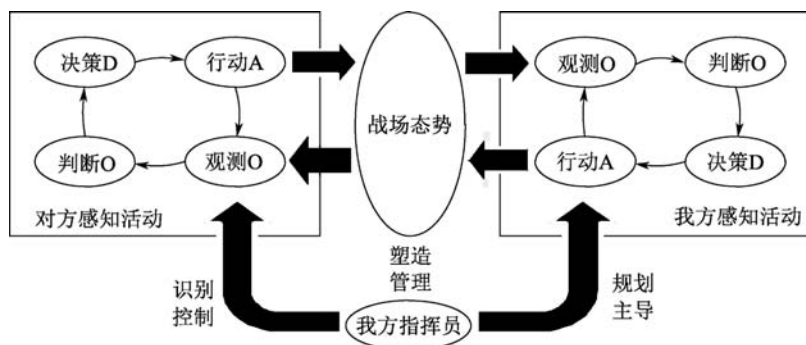 决策D
行动A
判断O
观测O
对方感知活动
战场态势
观测O
判断O
行动A
决策D
我方感知活动
识别
控制
塑造
管理
规划
主导
我方指挥员